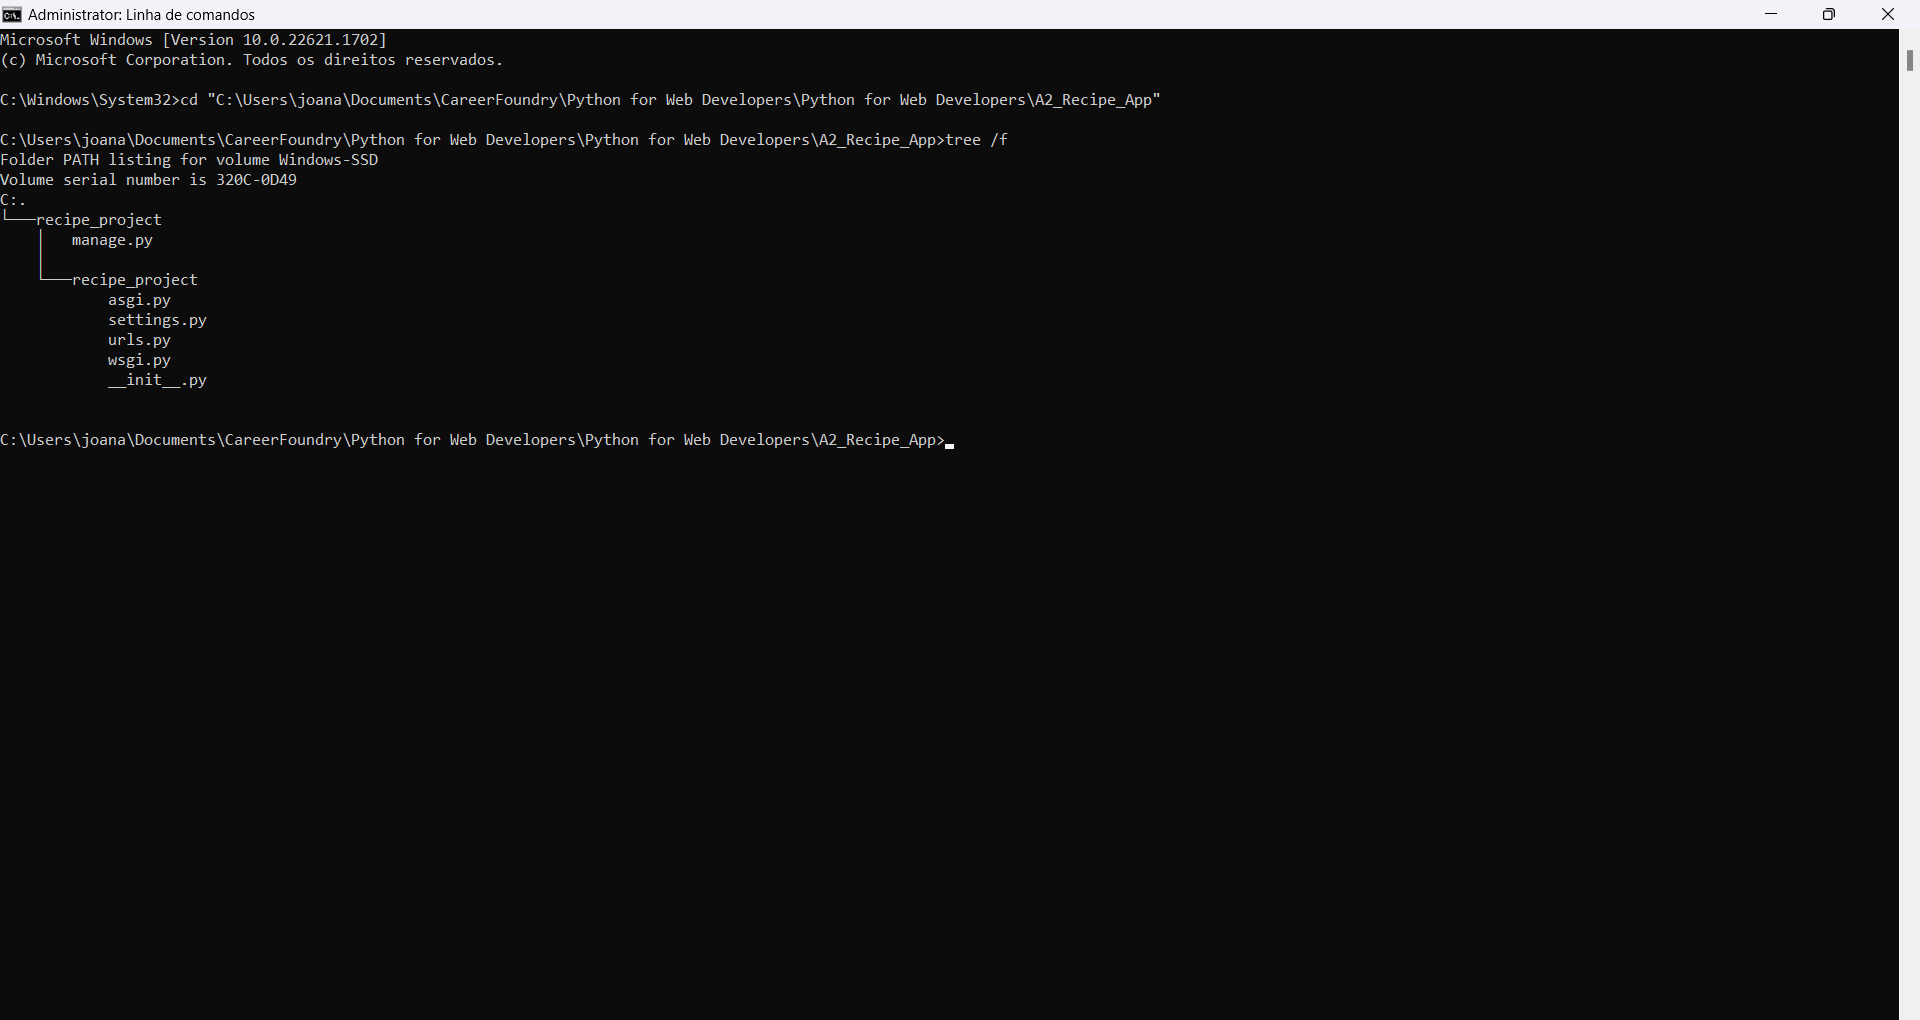 Administrator: Linha de comandos
Microsoft Windows [Version 10.0.22621.1702]
(c) Microsoft Corporation. Todos os direitos reservados.
C:\Windows\System32>cd "C:\Users\joana\Documents\CareerFoundry\Python for Web Developers\Python for Web Developers\A2_Recipe_App"
C:\Users\joana\Documents\CareerFoundry\Python for Web Developers\Python for Web Developers\A2_Recipe_App>tree /f
Folder PATH listing for volume Windows-SSD
Volume serial number is 320C-0D49
C:.
└───recipe_project
    │   manage.py
    │
    └───recipe_project
            asgi.py
            settings.py
            urls.py
            wsgi.py
            __init__.py
C:\Users\joana\Documents\CareerFoundry\Python for Web Developers\Python for Web Developers\A2_Recipe_App>